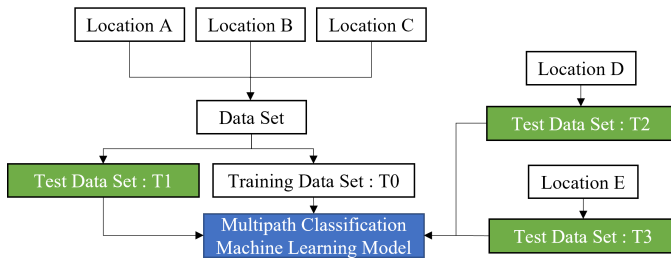 Location A
Location B
Location C
Data Set
Test Data Set : T1
Training Data Set : T0
Multipath Classification
Machine Learning Model
Location D
Test Data Set : T2
Location E
Test Data Set : T3